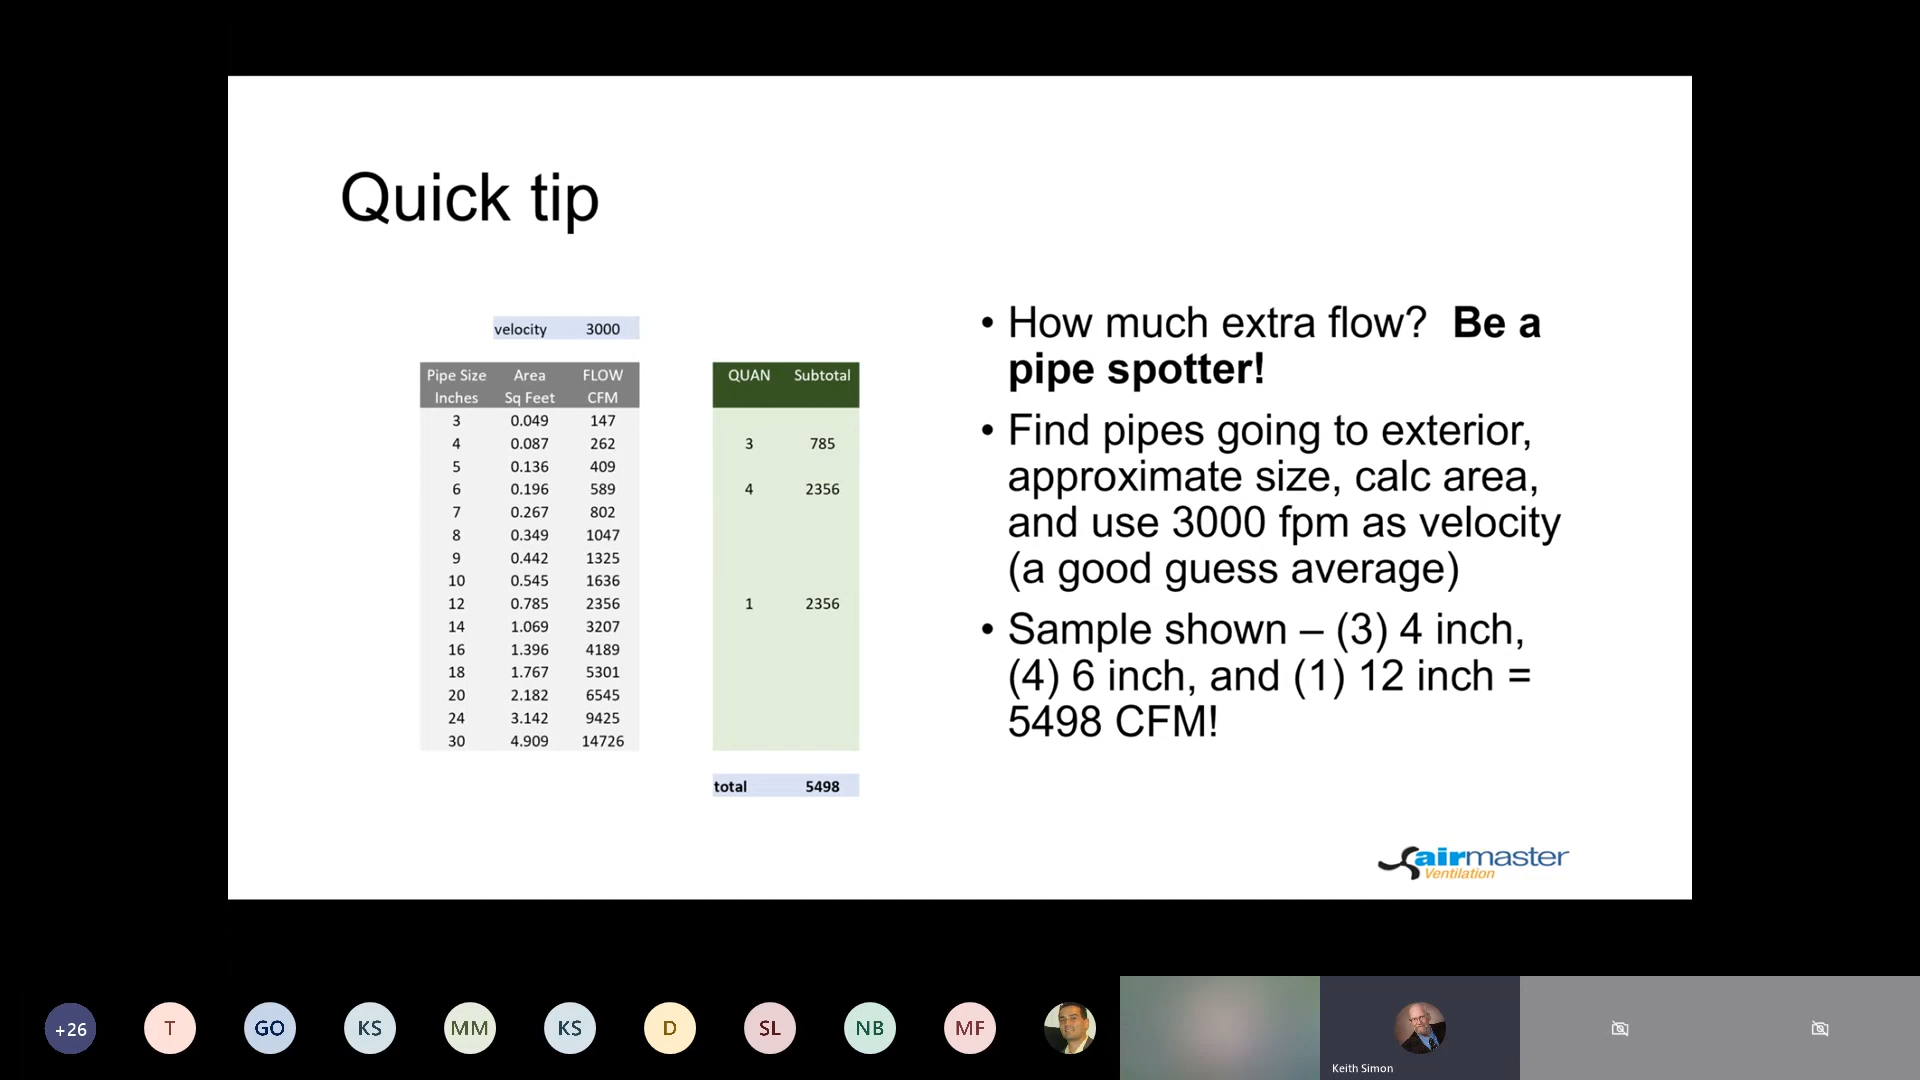 Quick tip
velocity 3000
Pipe Size Area FLOW
Inches Sq Feet CFM
3 0.049 147
4 0.087 262
5 0.136 409
6 0.196 589
7 0.267 802
8 0.349 1047
9 0.442 1325
10 0.545 1636
12 0.785 2356
14 1.069 3207
16 1.396 4189
18 1.767 5301
20 2.182 6545
24 3.142 9425
30 4.909 14726
QUAN Subtotal
3 785
4 2356
1 2356
total 5498
• How much extra flow? Be a
pipe spotter!
• Find pipes going to exterior,
approximate size, calc area,
and use 3000 fpm as velocity
(a good guess average)
• Sample shown – (3) 4 inch,
(4) 6 inch, and (1) 12 inch =
5498 CFM!
airmaster
Ventilation
+26 T GO KS MM KS D SL NB MF
Keith Simon